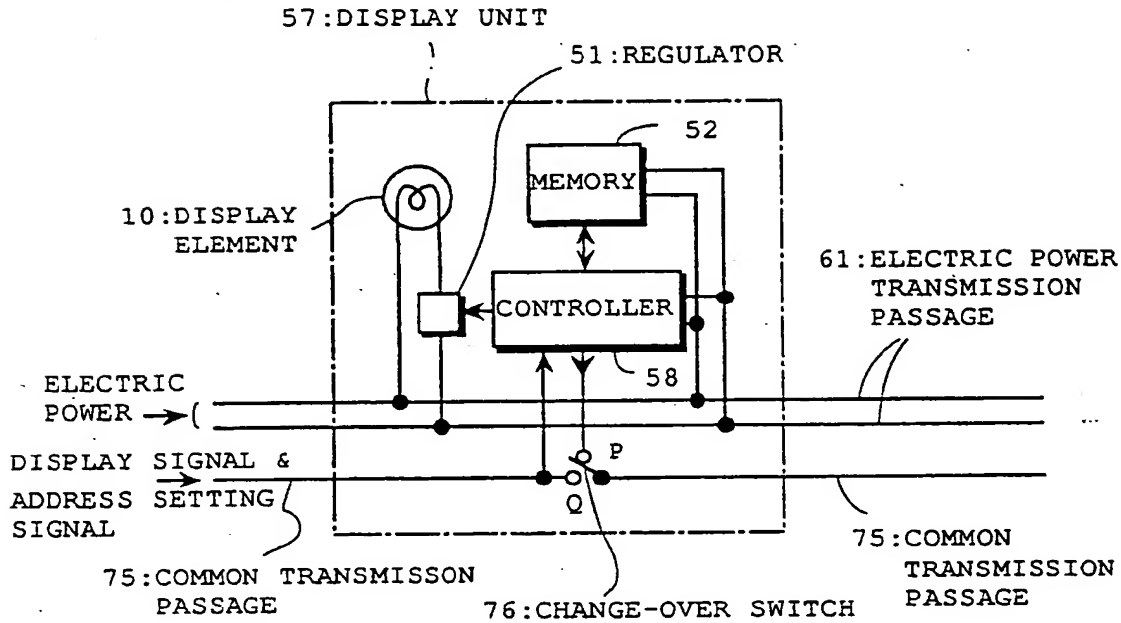 57:DISPLAY UNIT
51:REGULATOR
52
MEMORY
10:DISPLAY
ELEMENT
61:ELECTRIC POWER
TRANSMISSION
PASSAGE
CONTROLLER
58
ELECTRIC
POWER
...
P
DISPLAY SIGNAL &
ADDRESS SETTING
SIGNAL
Q
75:COMMON TRANSMISSON
PASSAGE
76:CHANGE-OVER SWITCH
75:COMMON
TRANSMISSION
PASSAGE